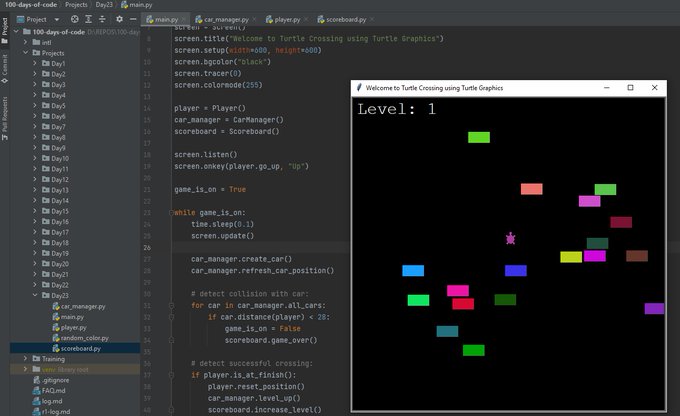 100-days-of-code
Projects
Day23
main.py
Project
main.py
car_manager.py
player.py
scoreboard.py
Project
Commit
Pull Requests
100-days-of-code D:\REPOS\100-day
intl
Projects
Day1
Day2
Day3
Day4
Day5
Day6
Day7
Day8
Day9
Day10
Day11
Day12
Day13
Day14
Day15
Day16
Day17
Day18
Day19
Day20
Day21
Day22
Day23
car_manager.py
main.py
player.py
random_color.py
scoreboard.py
Training
venv library root
.gitignore
FAQ.md
log.md
r1-log.md
7 screen = Screen()
8 screen.title("Welcome to Turtle Crossing using Turtle Graphics")
9 screen.setup(width=600, height=600)
10 screen.bgcolor("black")
11 screen.tracer(0)
12 screen.colormode(255)
13
14 player = Player()
15 car_manager = CarManager()
16 scoreboard = Scoreboard()
17
18 screen.listen()
19 screen.onkey(player.go_up, "Up")
20
21 game_is_on = True
22
23 while game_is_on:
24 time.sleep(0.1)
25 screen.update()
26
27 car_manager.create_car()
28 car_manager.refresh_car_position()
29
30 # detect collision with car:
31 for car in car_manager.all_cars:
32 if car.distance(player) < 28:
33 game_is_on = False
34 scoreboard.game_over()
35
36 # detect successful crossing:
37 if player.is_at_finish():
38 player.reset_position()
39 car_manager.level_up()
40 scoreboard.increase_level()
Welcome to Turtle Crossing using Turtle Graphics
Level: 1